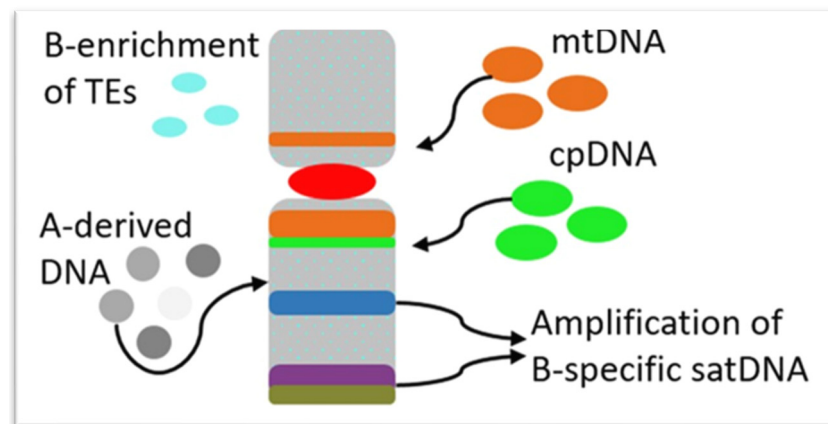 B-enrichment
of TEs
mtDNA
cpDNA
A-derived
DNA
Amplification of
B-specific satDNA